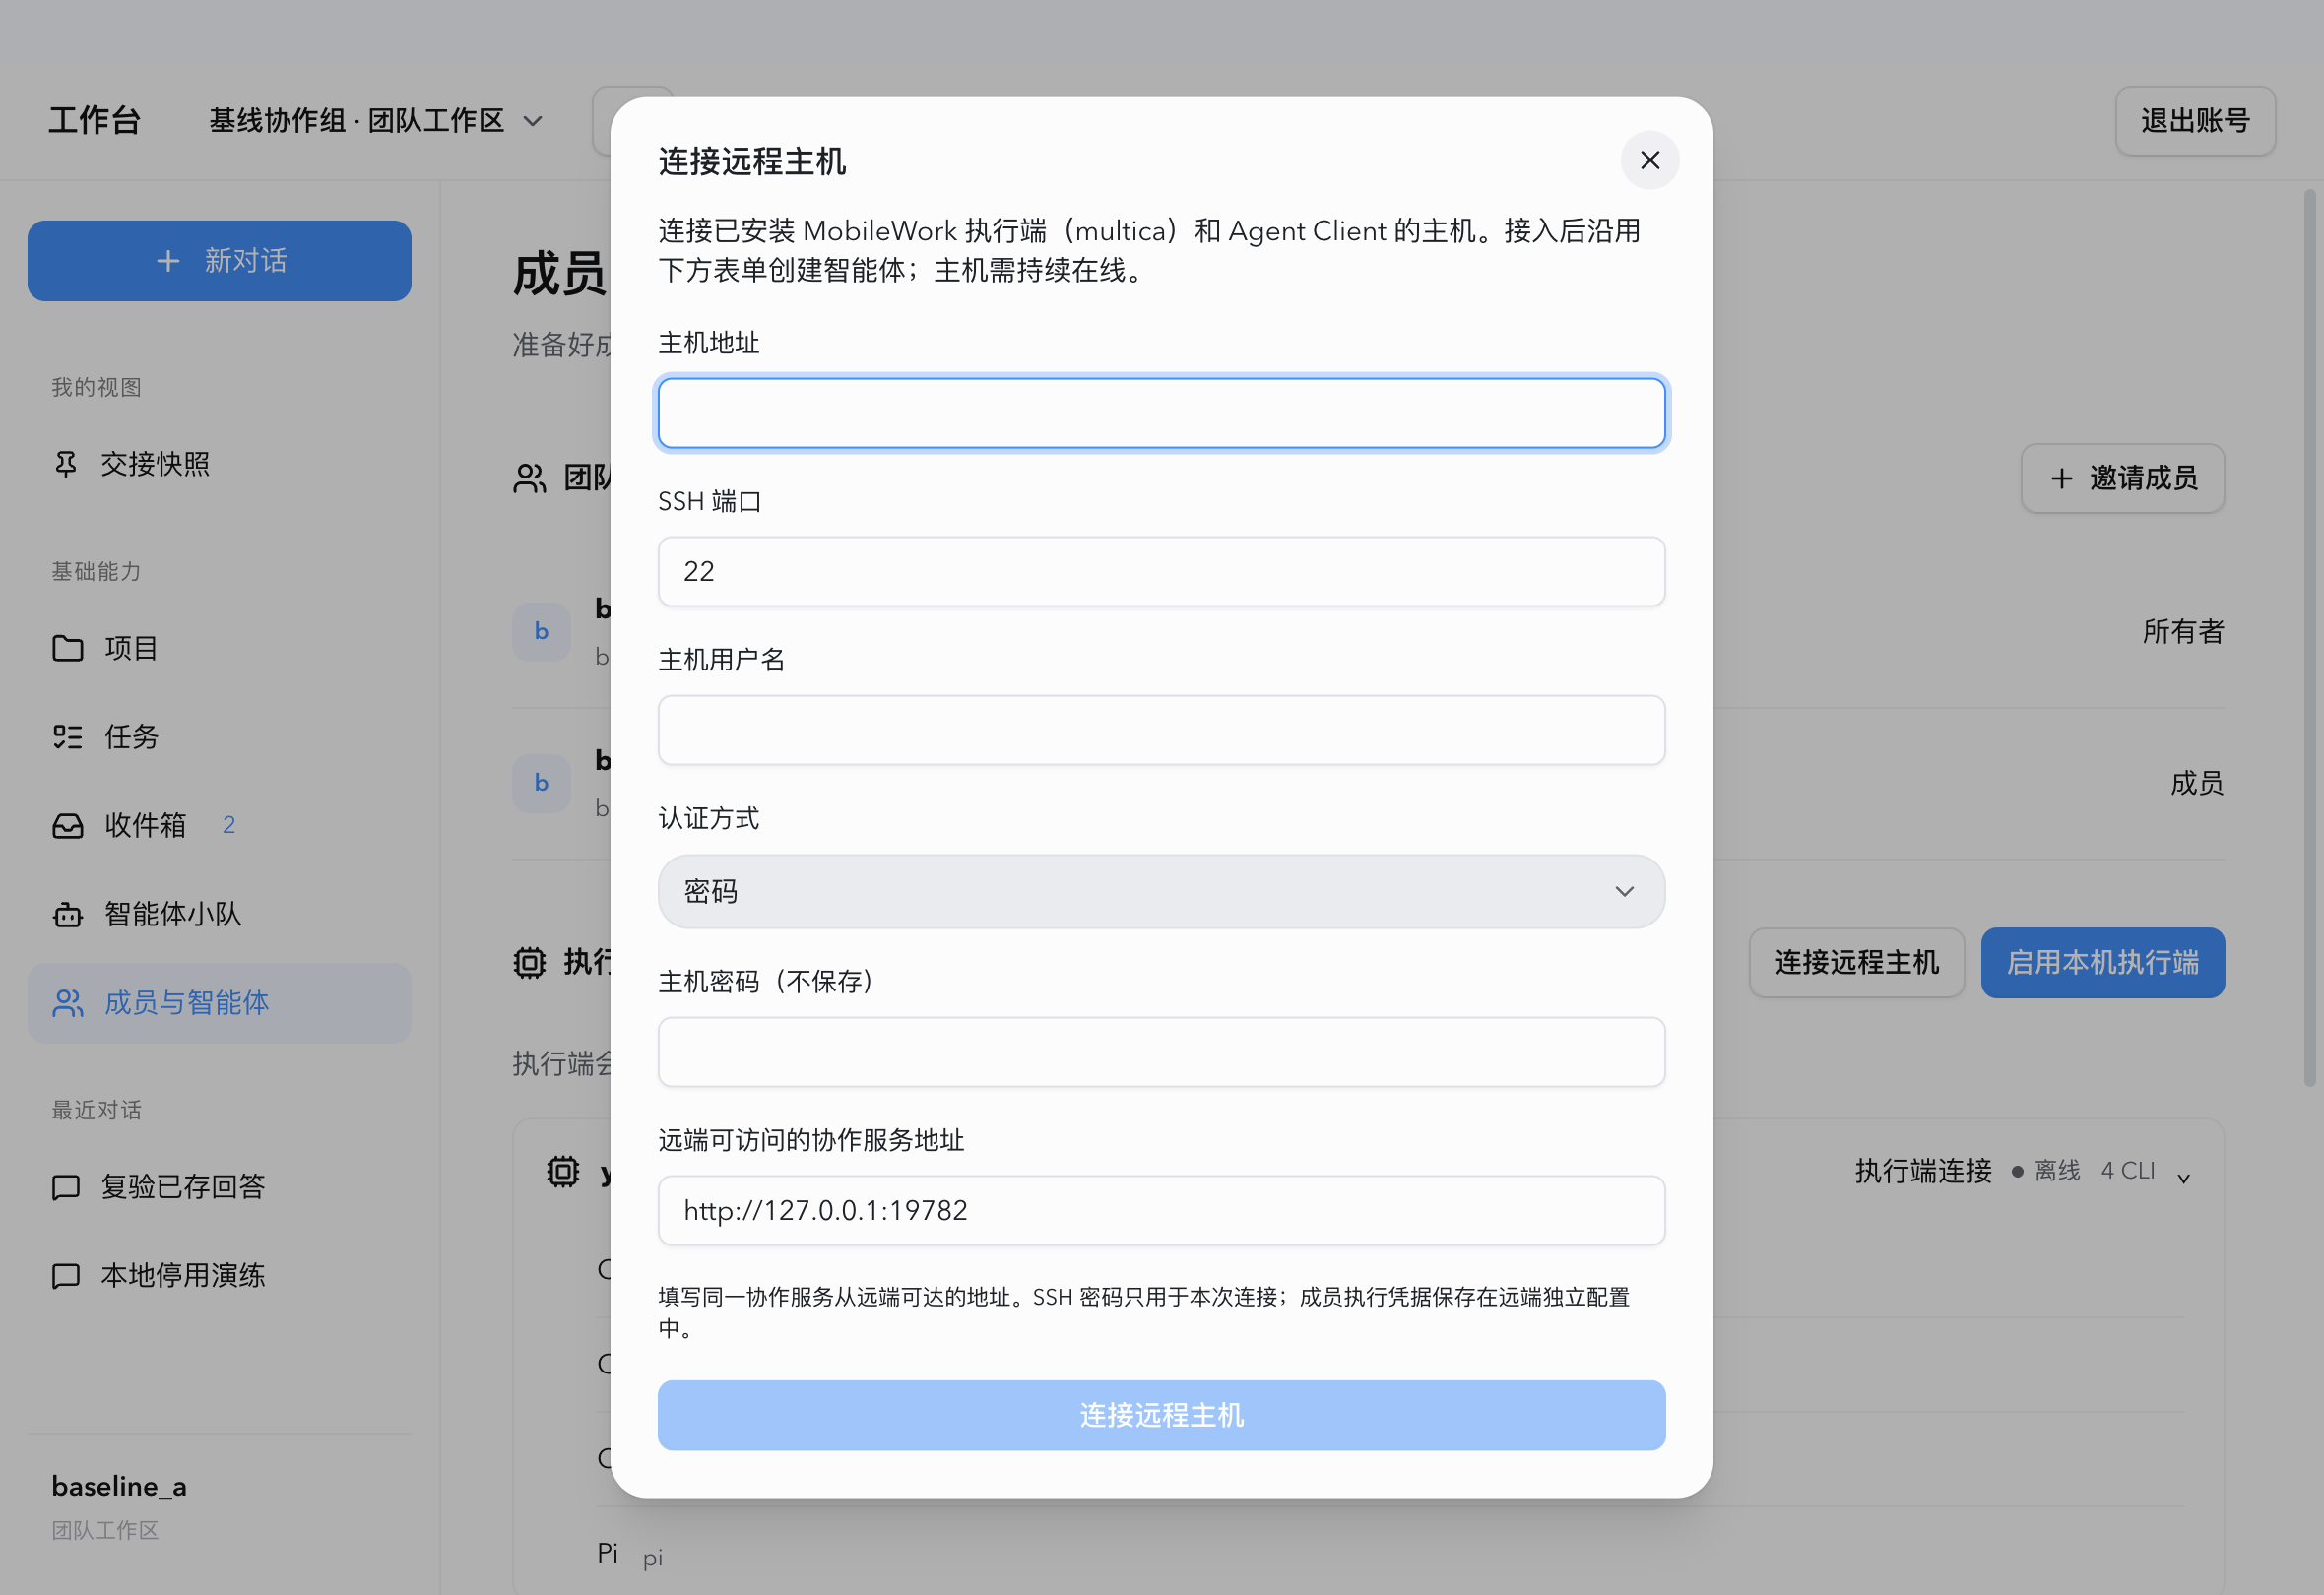 工作台
基线协作组 · 团队工作区
退出账号
新对话
我的视图
交接快照
基础能力
项目
任务
收件箱 2
智能体小队
成员与智能体
最近对话
复验已存回答
本地停用演练
baseline_a
团队工作区
成员
准备好
邀请成员
b
b
所有者
b
b
成员
连接远程主机
启用本机执行端
执行端
执行端连接 离线 4 CLI
Pi pi
连接远程主机
连接已安装 MobileWork 执行端（multica）和 Agent Client 的主机。接入后沿用
下方表单创建智能体；主机需持续在线。
主机地址
SSH 端口
22
主机用户名
认证方式
密码
主机密码（不保存）
远端可访问的协作服务地址
http://127.0.0.1:19782
填写同一协作服务从远端可达的地址。SSH 密码只用于本次连接；成员执行凭据保存在远端独立配置
中。
连接远程主机